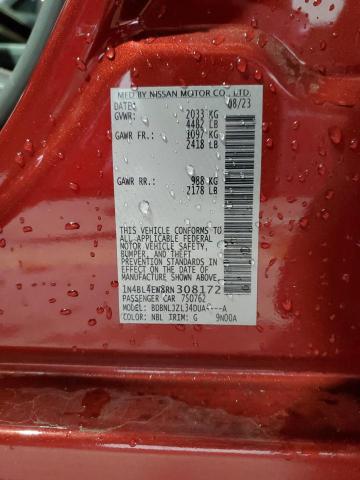 MFD BY NISSAN MOTOR CO., LTD.
DATE: 08/23
GVWR: 2033 KG
4482 LB
GAWR FR.: 1097 KG
2418 LB
GAWR RR.: 988 KG
2178 LB
THIS VEHICLE CONFORMS TO
ALL APPLICABLE FEDERAL
MOTOR VEHICLE SAFETY,
BUMPER, AND THEFT
PREVENTION STANDARDS IN
EFFECT ON THE DATE OF
MANUFACTURE SHOWN ABOVE.
1N4BL4EW8RN308172
PASSENGER CAR 750762
MODEL:
COLOR: NBL TRIM: G 9N00A